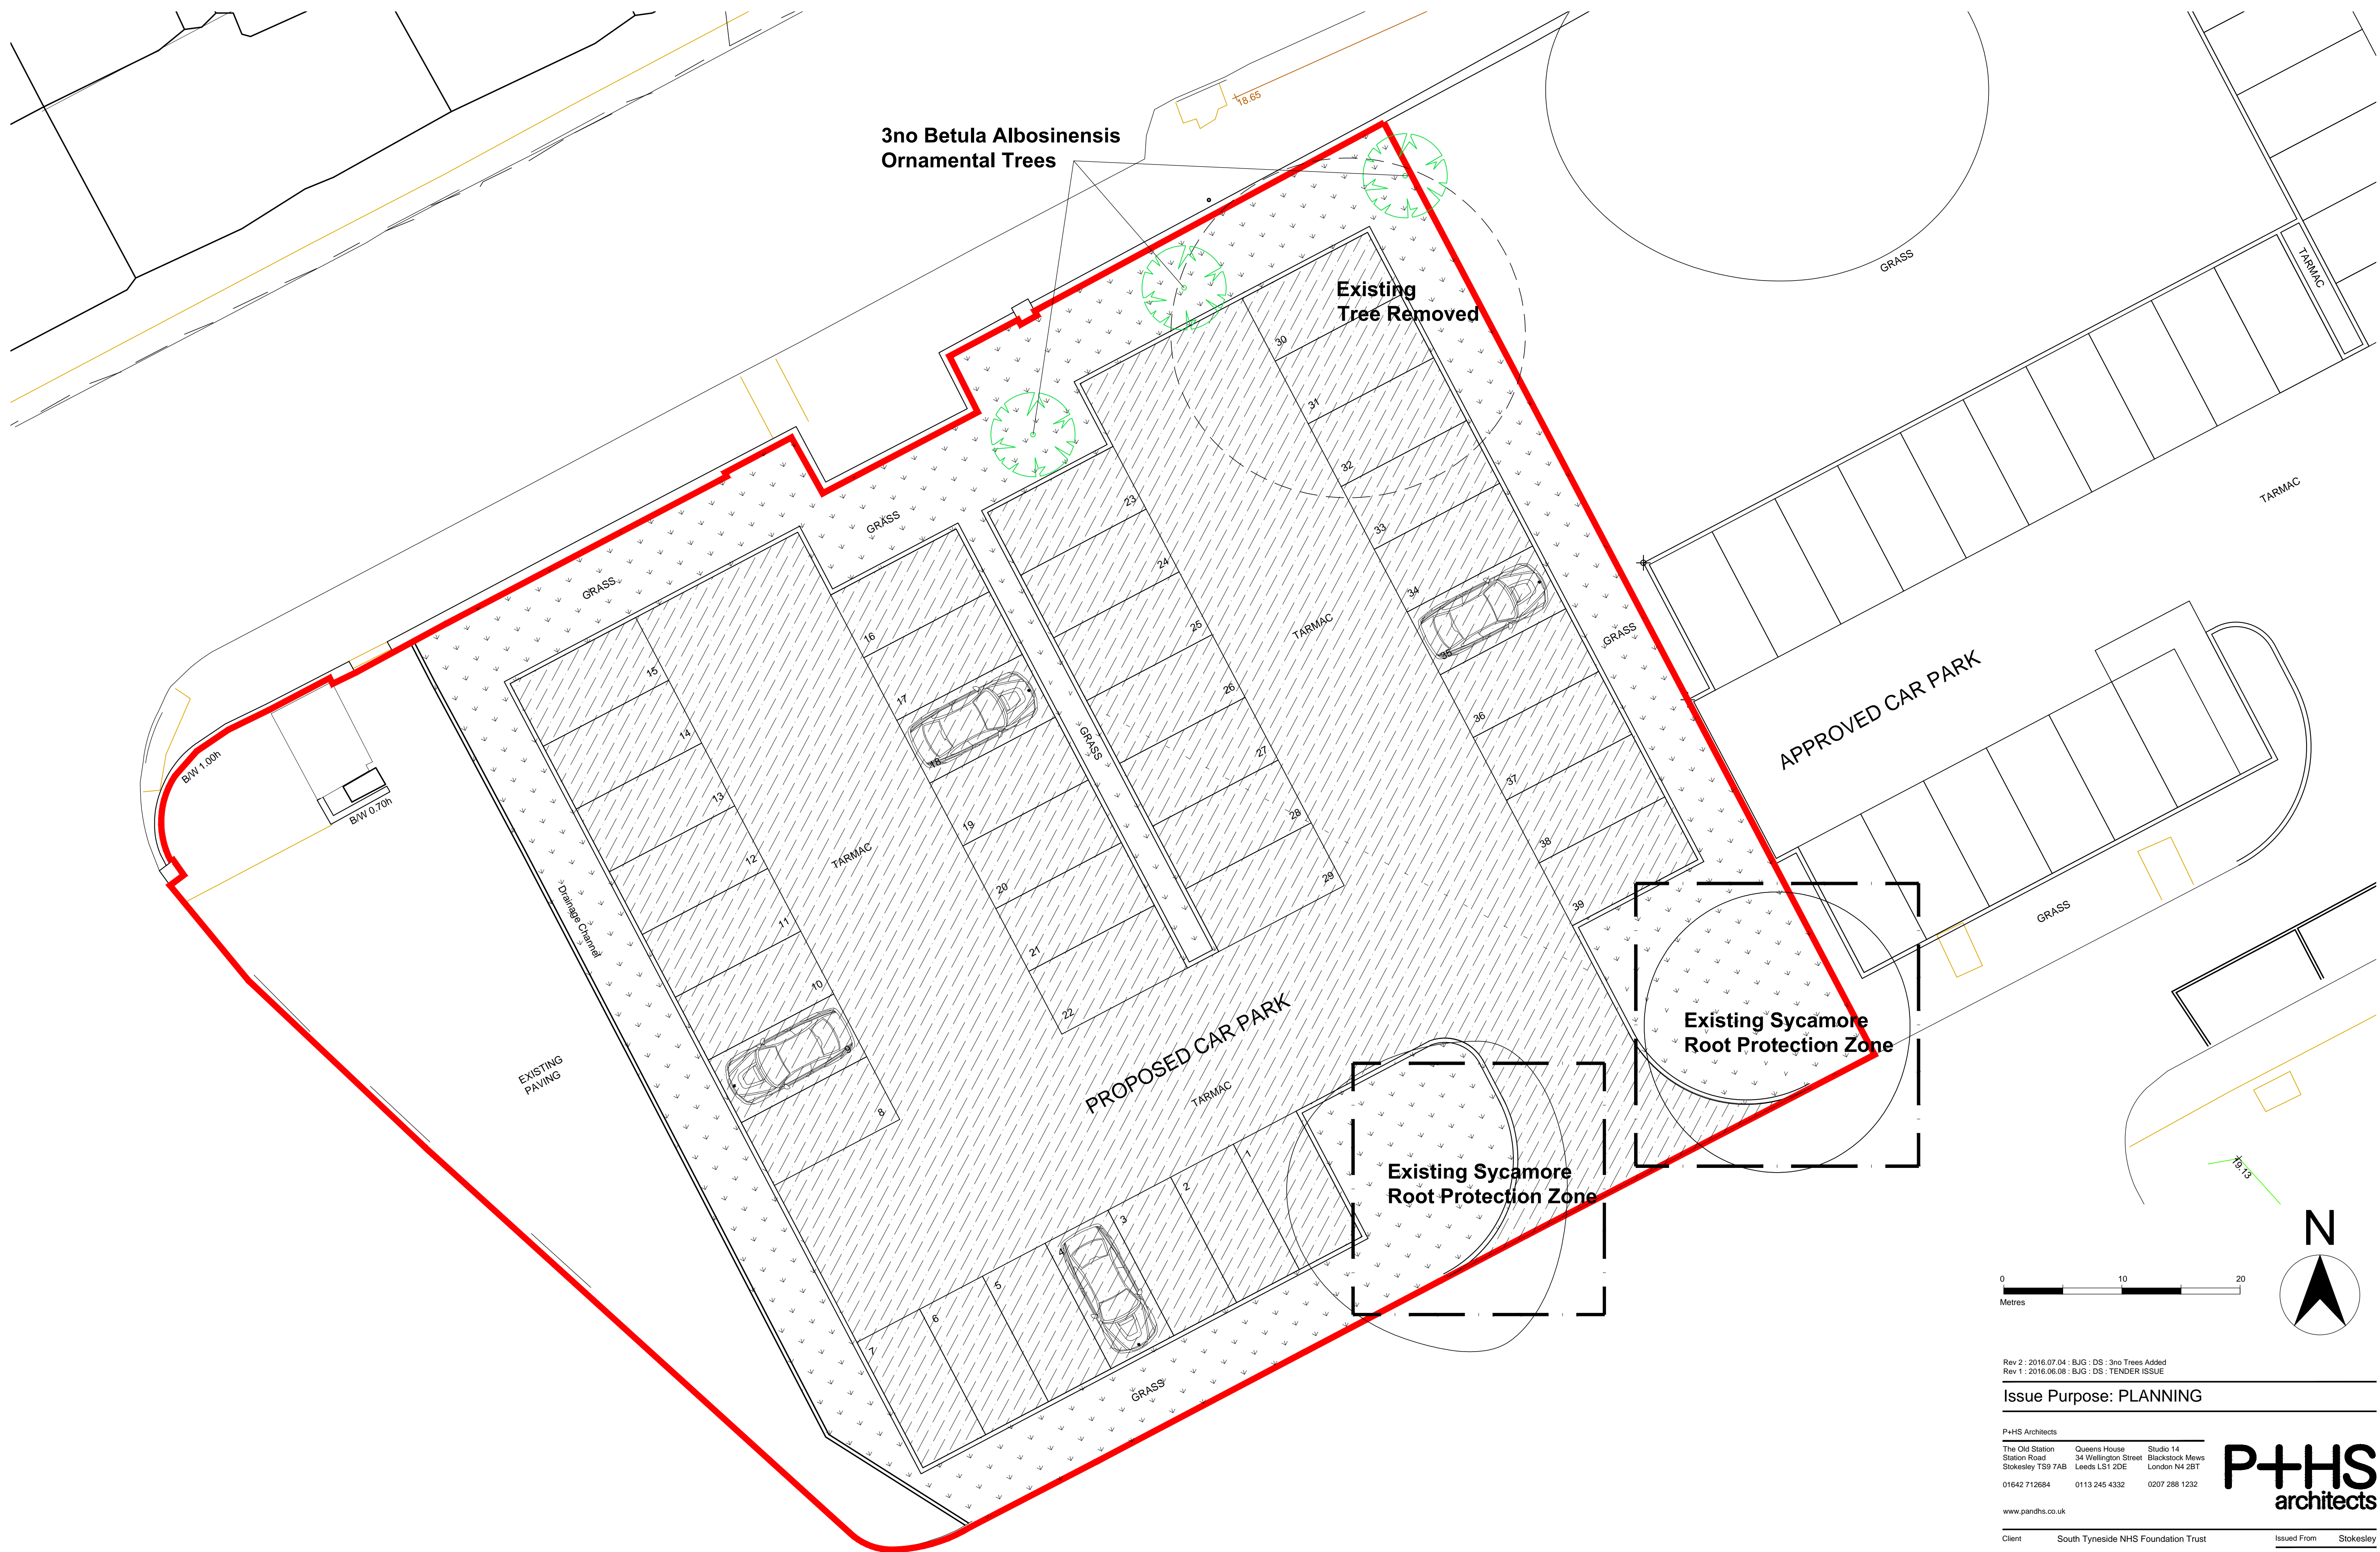 18.65
3no Betula Albosinensis
Ornamental Trees
Existing
Tree Removed
GRASS
TARMAC
30
31
32
33
34
35
36
37
38
39
23
24
25
26
27
28
29
TARMAC
GRASS
TARMAC
GRASS
GRASS
GRASS
16
17
18
19
20
21
22
15
14
13
12
11
10
9
8
TARMAC
APPROVED CAR PARK
GRASS
B/W 1.00h
B/W 0.70h
Drainage Channel
EXISTING
PAVING
PROPOSED CAR PARK
TARMAC
Existing Sycamore
Root Protection Zone
Existing Sycamore
Root Protection Zone
1
2
3
4
5
6
7
GRASS
19.13
N
0 10 20
Metres
Rev 2 : 2016.07.04 : BJG : DS : 3no Trees Added
Rev 1 : 2016.06.08 : BJG : DS : TENDER ISSUE
Issue Purpose: PLANNING
P+HS Architects
The Old Station
Station Road
Stokesley TS9 7AB
01642 712684
Queens House
34 Wellington Street
Leeds LS1 2DE
0113 245 4332
Studio 14
Blackstock Mews
London N4 2BT
0207 288 1232
www.pandhs.co.uk
P+HS
architects
Client South Tyneside NHS Foundation Trust
Issued From Stokesley